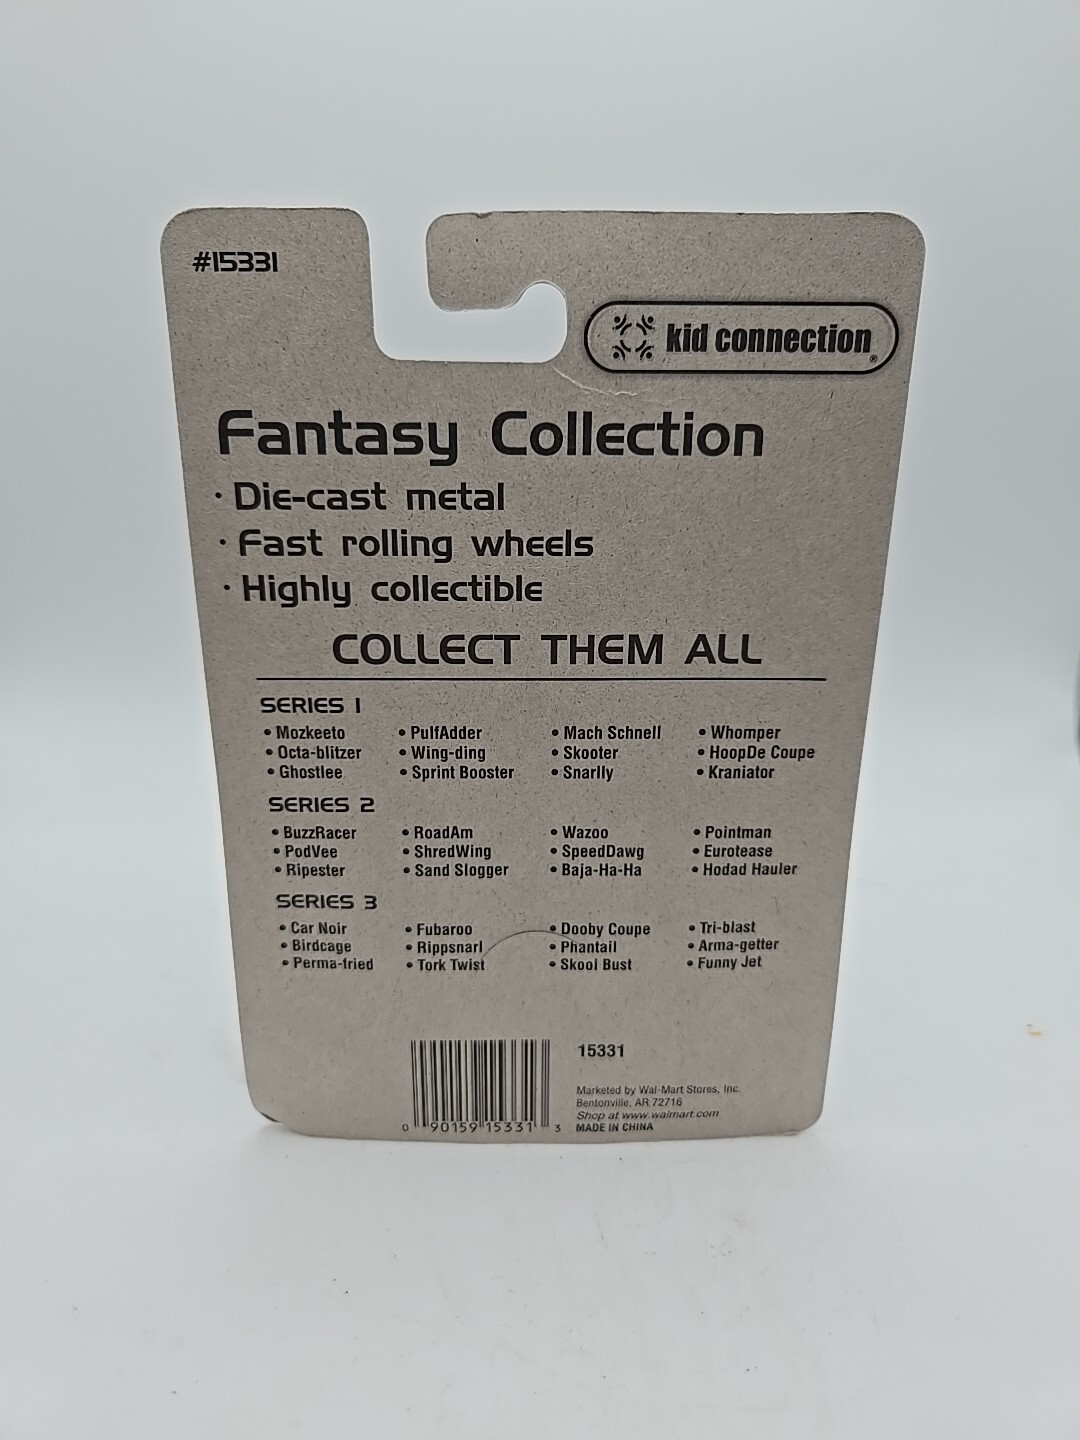 #15331
kid connection®
Fantasy Collection
· Die-cast metal
· Fast rolling wheels
· Highly collectible
COLLECT THEM ALL
SERIES 1
• Mozkeeto • PulfAdder • Mach Schnell • Whomper
• Octa-blitzer • Wing-ding • Skooter • HoopDe Coupe
• Ghostlee • Sprint Booster • Snarlly • Kraniator
SERIES 2
• BuzzRacer • RoadAm • Wazoo • Pointman
• PodVee • ShredWing • SpeedDawg • Eurotease
• Ripester • Sand Slogger • Baja-Ha-Ha • Hodad Hauler
SERIES 3
• Car Noir • Fubaroo • Dooby Coupe • Tri-blast
• Birdcage • Rippsnarl • Phantail • Arma-getter
• Perma-fried • Tork Twist • Skool Bust • Funny Jet
15331
Marketed by Wal-Mart Stores, Inc.
Bentonville, AR 72716
Shop at www.walmart.com
MADE IN CHINA
0 90159 15331 3